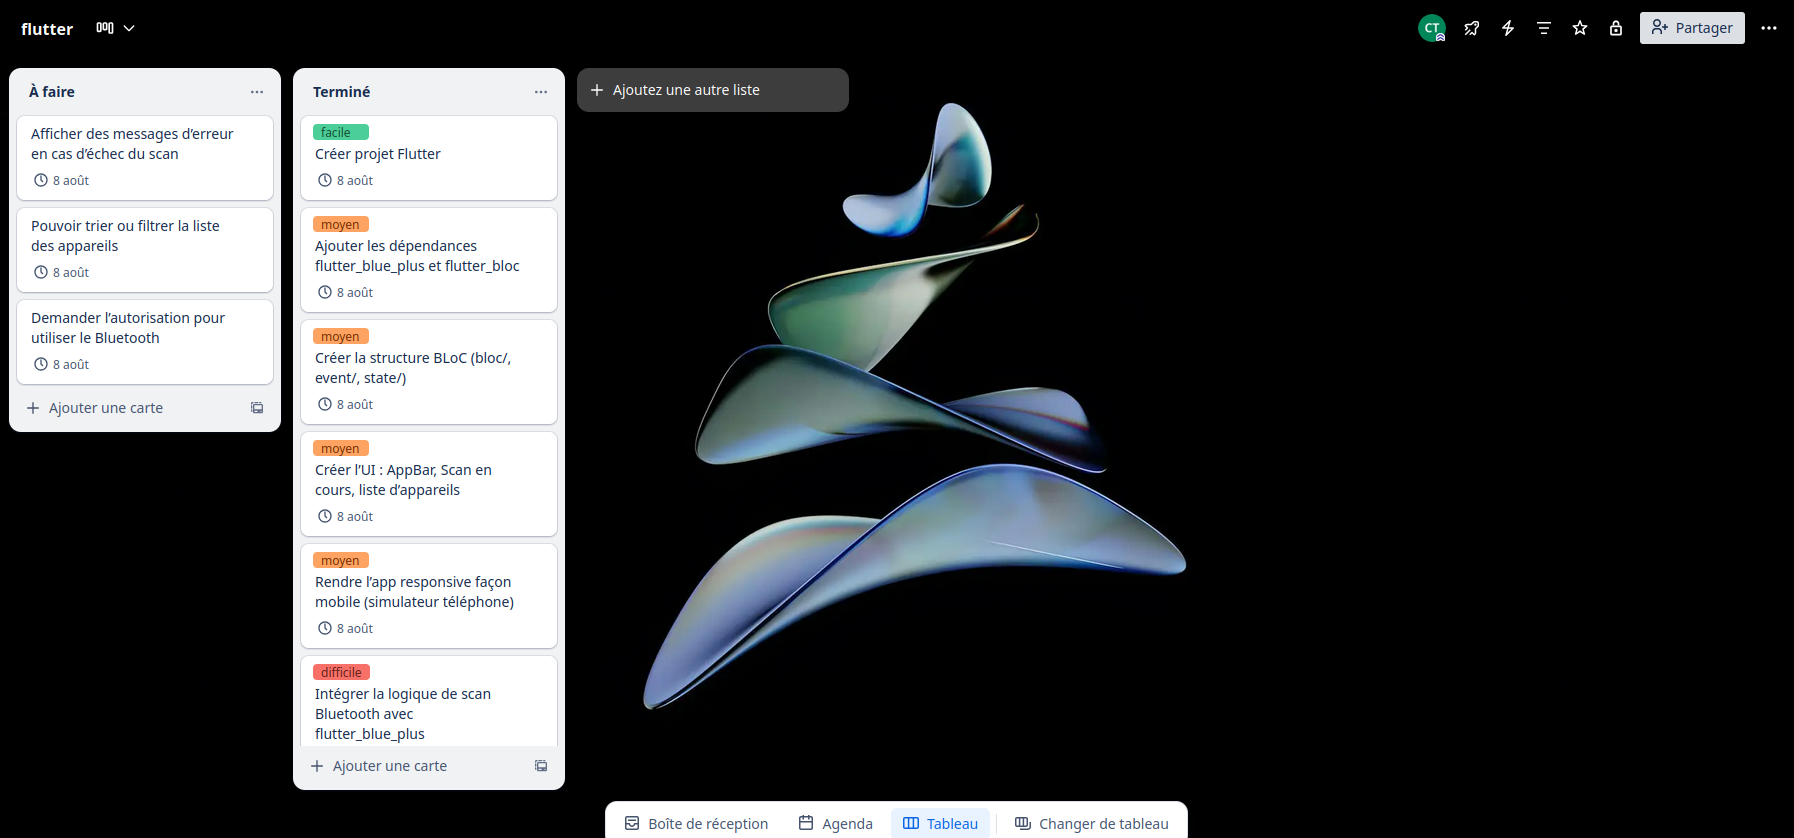 flutter
CT
Partager
À faire
Afficher des messages d’erreur
en cas d’échec du scan
8 août
Pouvoir trier ou filtrer la liste
des appareils
8 août
Demander l’autorisation pour
utiliser le Bluetooth
8 août
Ajouter une carte
Terminé
facile
Créer projet Flutter
8 août
moyen
Ajouter les dépendances
flutter_blue_plus et flutter_bloc
8 août
moyen
Créer la structure BLoC (bloc/,
event/, state/)
8 août
moyen
Créer l’UI : AppBar, Scan en
cours, liste d’appareils
8 août
moyen
Rendre l’app responsive façon
mobile (simulateur téléphone)
8 août
difficile
Intégrer la logique de scan
Bluetooth avec
flutter_blue_plus
Ajouter une carte
Ajoutez une autre liste
Boîte de réception
Agenda
Tableau
Changer de tableau